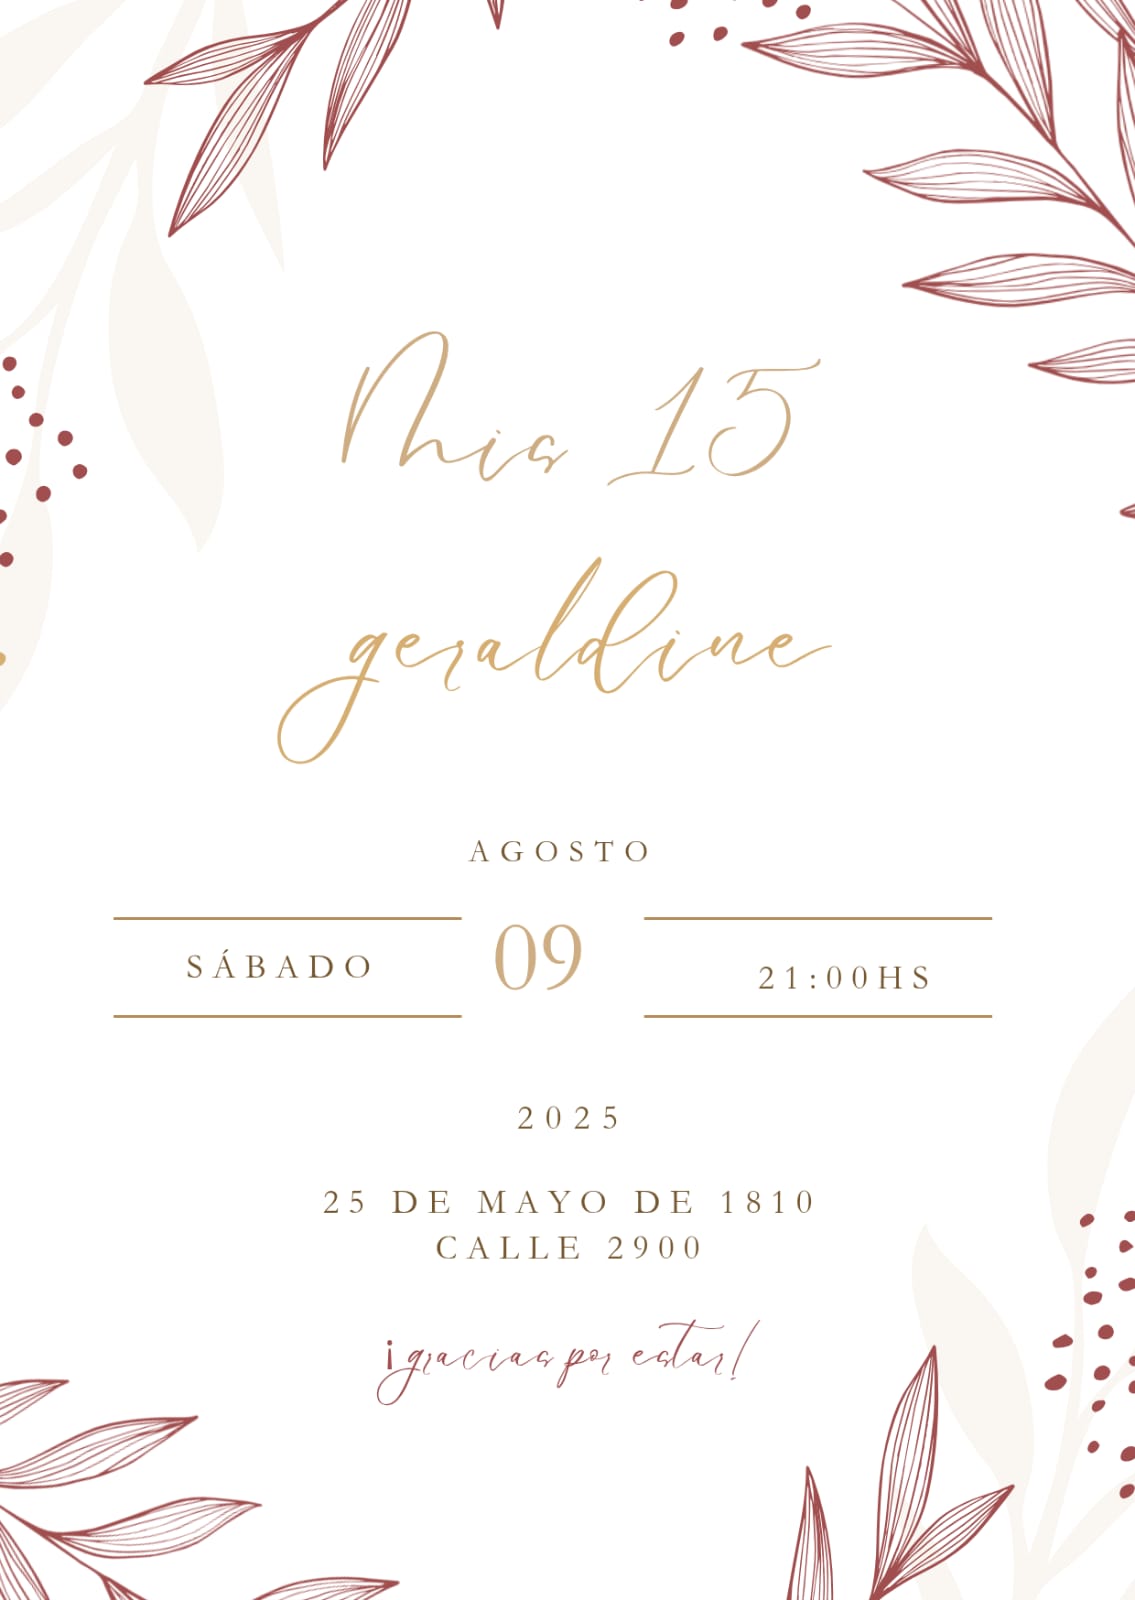 Mis 15
geraldine
AGOSTO
SÁBADO
09
21:00HS
2025
25 DE MAYO DE 1810
CALLE 2900
¡gracias por estar!